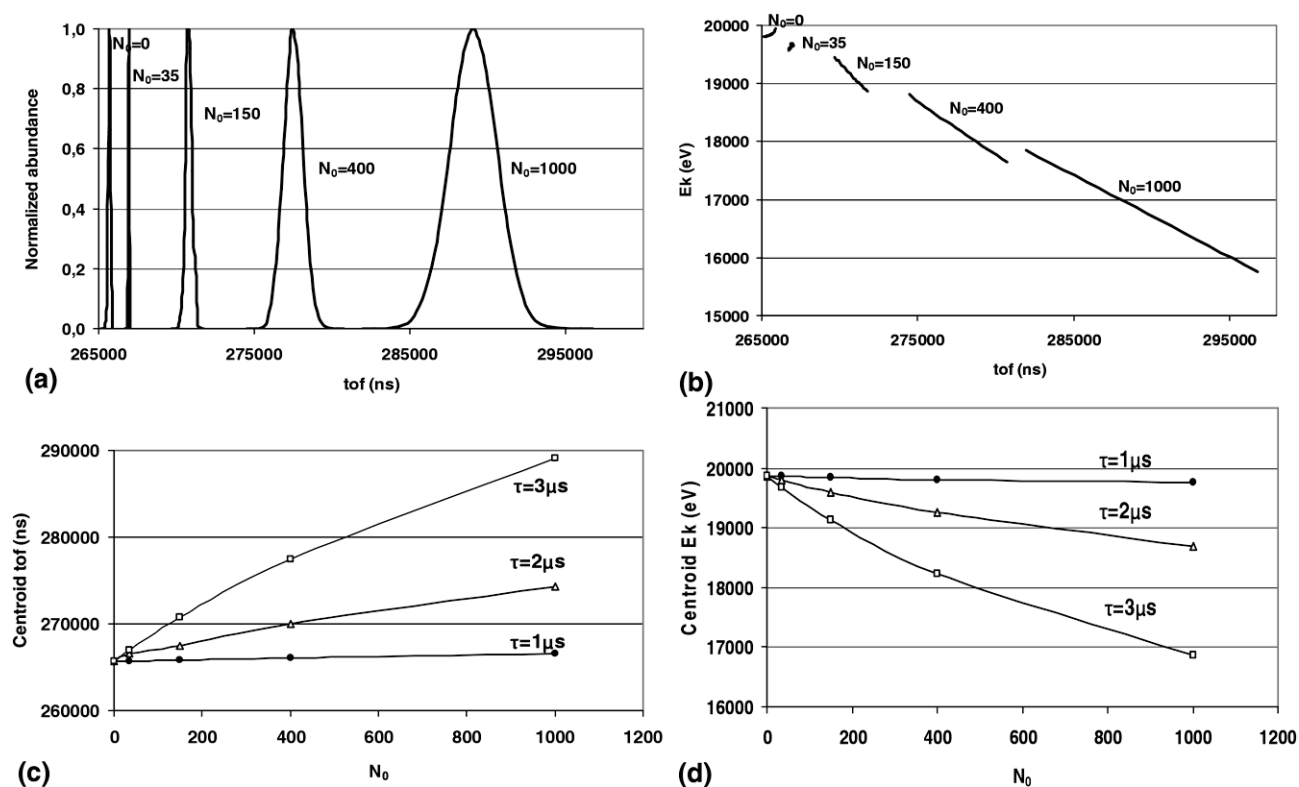 1,0
0,8
0,6
0,4
0,2
0,0
Normalized abundance
N₀=0
N₀=35
N₀=150
N₀=400
N₀=1000
265000 275000 285000 295000
(a) tof (ns)
20000
19000
18000
17000
16000
15000
Ek (eV)
N₀=0
N₀=35
N₀=150
N₀=400
N₀=1000
265000 275000 285000 295000
(b) tof (ns)
290000
280000
270000
260000
Centroid tof (ns)
τ=3μs
τ=2μs
τ=1μs
0 200 400 600 800 1000 1200
(c) N₀
21000
20000
19000
18000
17000
16000
Centroid Ek (eV)
τ=1μs
τ=2μs
τ=3μs
0 200 400 600 800 1000 1200
(d) N₀